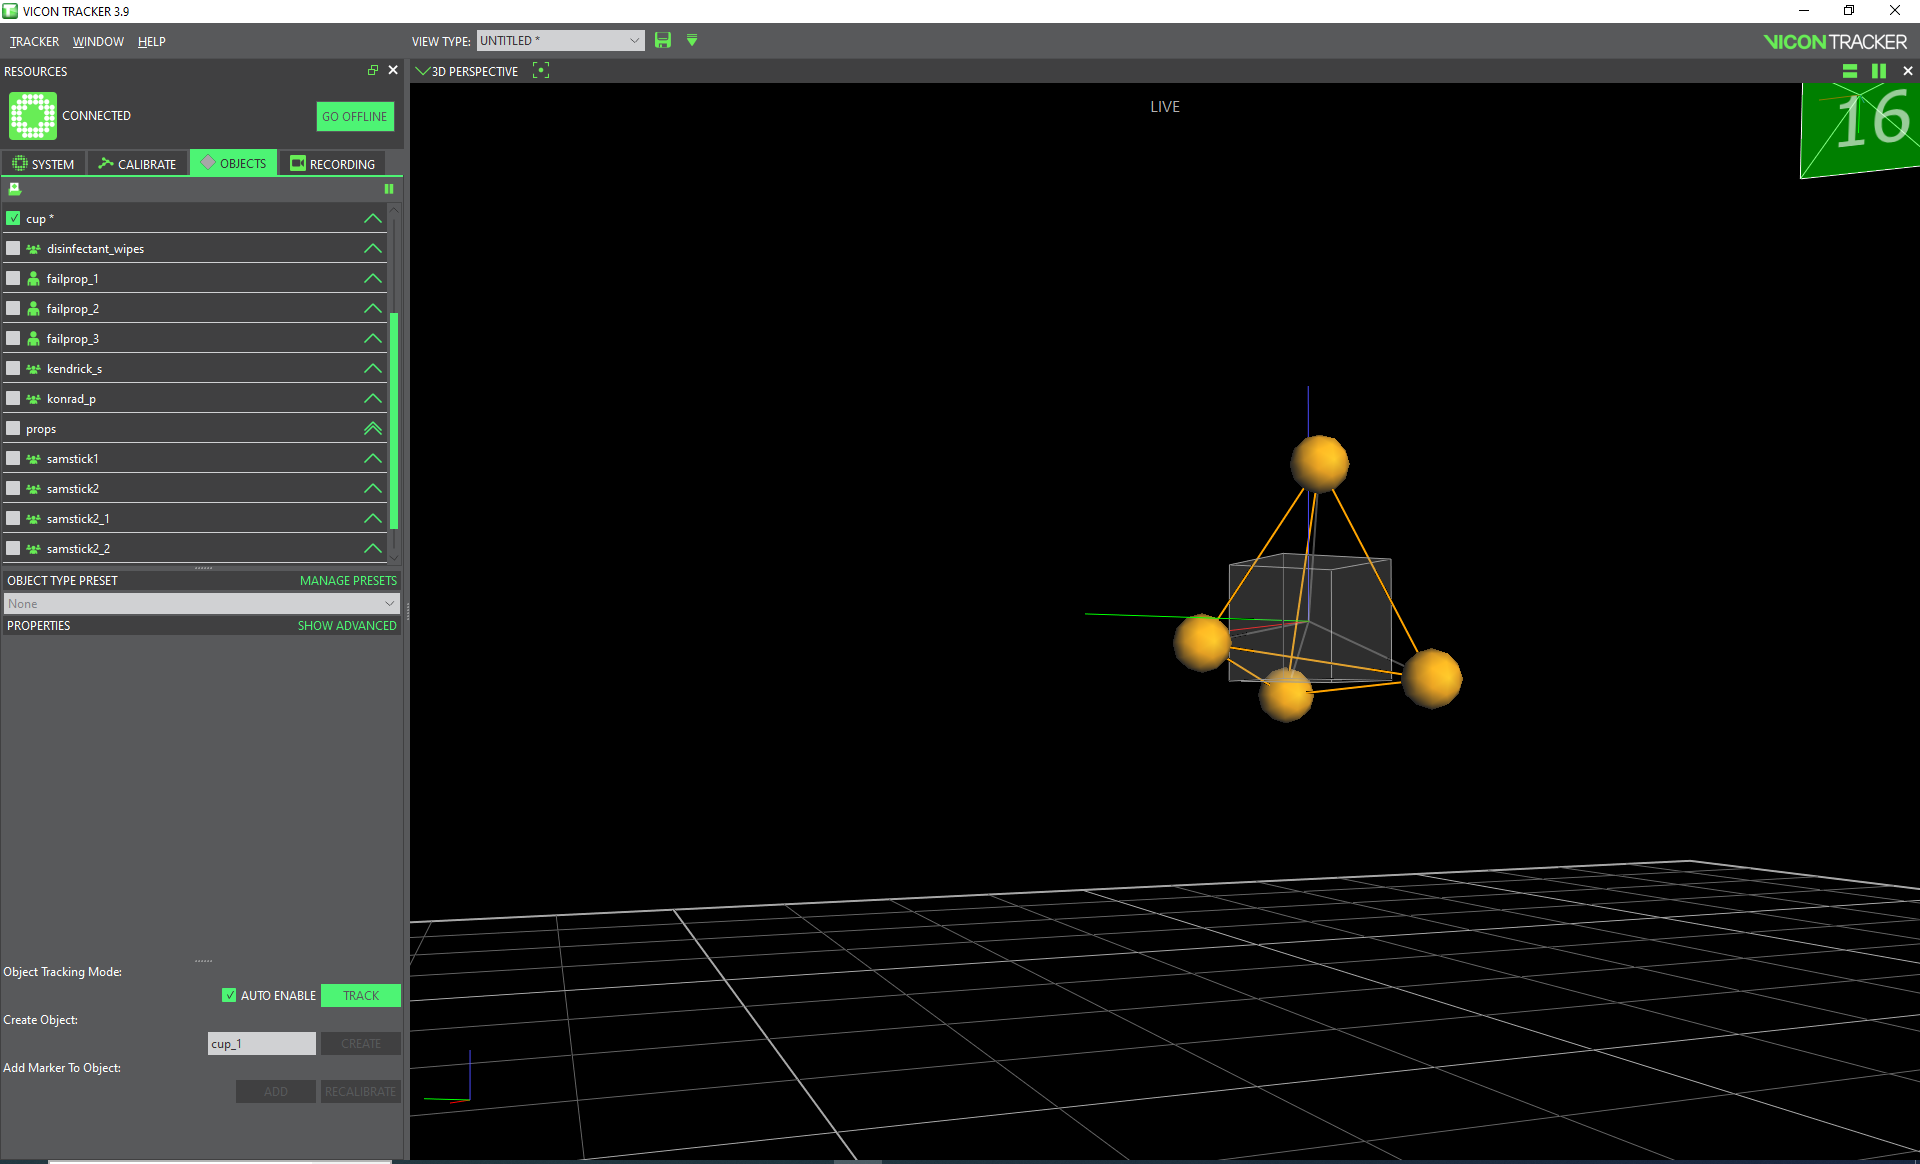 VICON TRACKER 3.9
TRACKER WINDOW HELP
VIEW TYPE: UNTITLED *
VICON TRACKER
RESOURCES
3D PERSPECTIVE
CONNECTED
GO OFFLINE
LIVE
16
SYSTEM CALIBRATE OBJECTS RECORDING
cup *
disinfectant_wipes
failprop_1
failprop_2
failprop_3
kendrick_s
konrad_p
props
samstick1
samstick2
samstick2_1
samstick2_2
OBJECT TYPE PRESET MANAGE PRESETS
None
PROPERTIES SHOW ADVANCED
Object Tracking Mode:
AUTO ENABLE TRACK
Create Object:
cup_1 CREATE
Add Marker To Object:
ADD RECALIBRATE